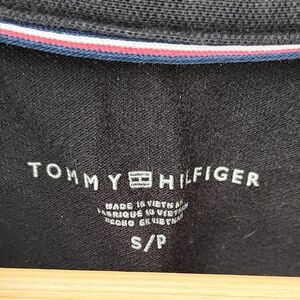 TOMMY HILFIGER
MADE IN VIETNAM
FABRIQUE AU VIETNAM
HECHO EN VIETNAM
S/P